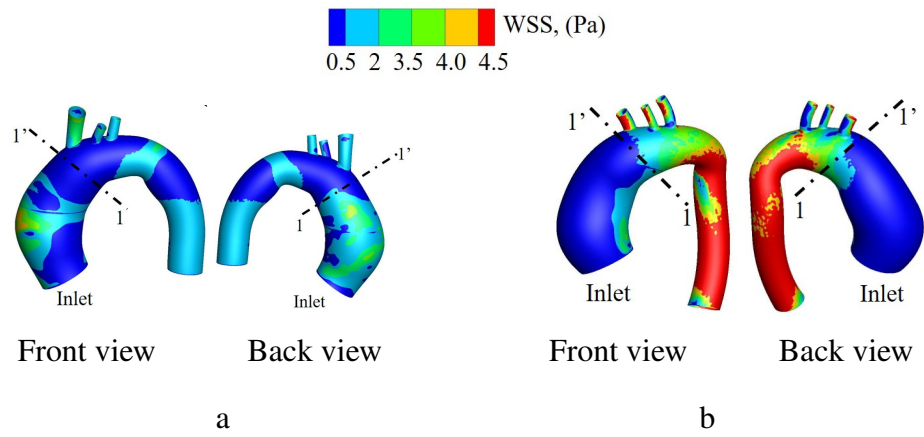 WSS, (Pa)
0.5 2 3.5 4.0 4.5
1' 1' 1' 1'
1 1 1 1
Inlet Inlet Inlet Inlet
Front view Back view Front view Back view
a b